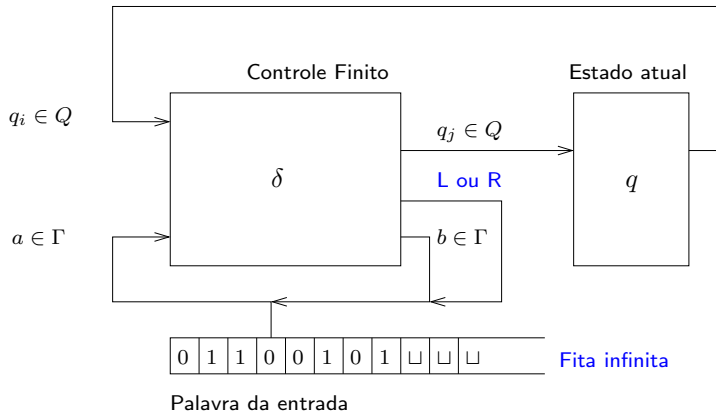 Controle Finito
Estado atual
q_i ∈ Q
q_j ∈ Q
δ
L ou R
q
a ∈ Γ
b ∈ Γ
0 1 1 0 0 1 0 1 ⊔ ⊔ ⊔
Fita infinita
Palavra da entrada